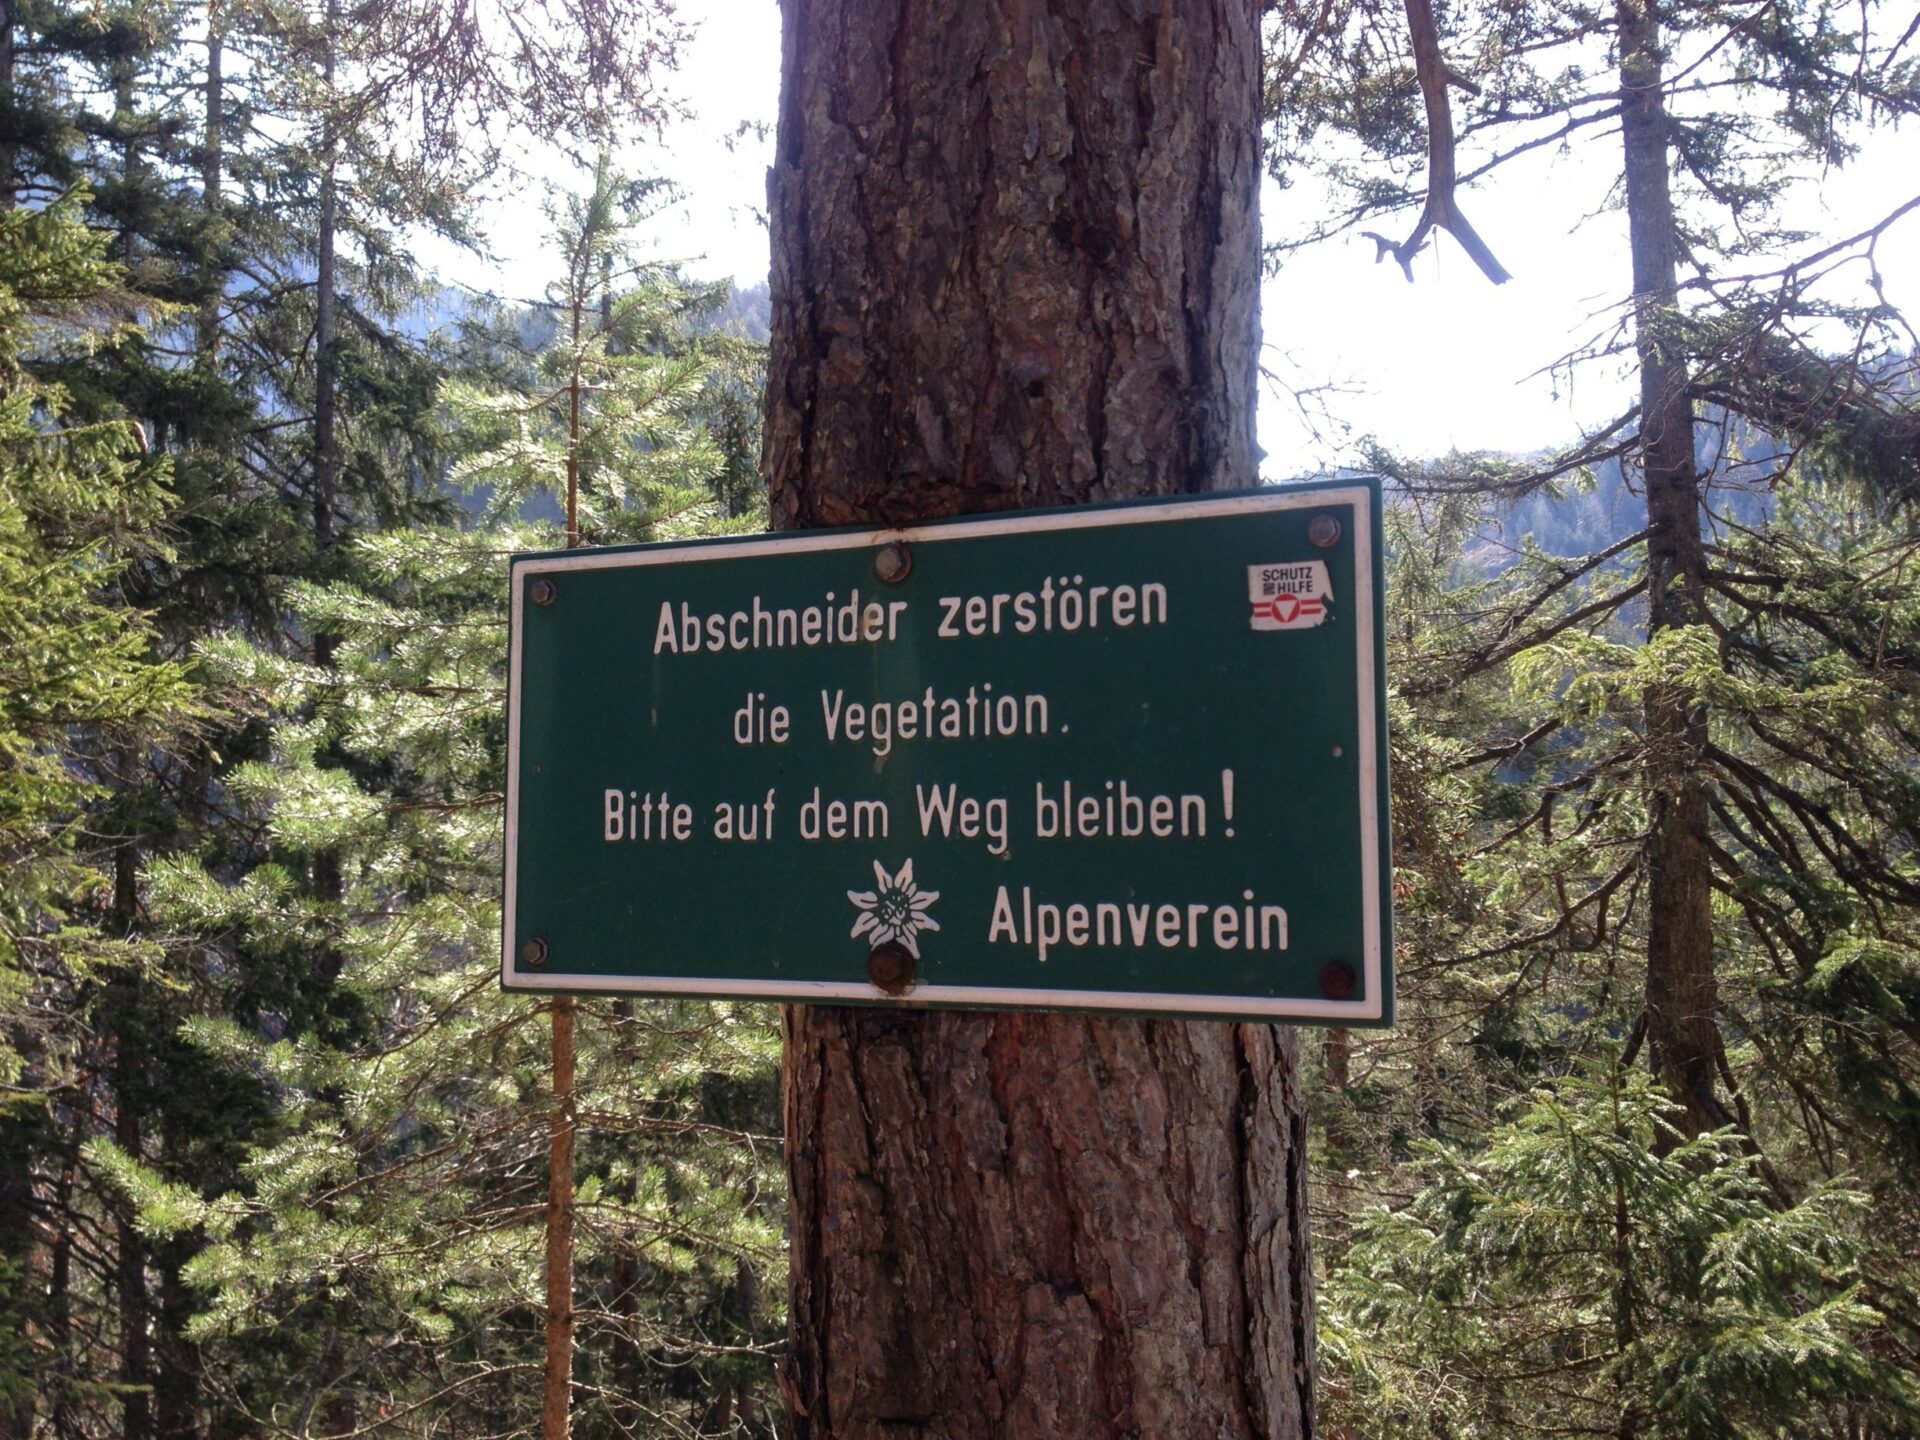 Abschneider zerstören
die Vegetation.
Bitte auf dem Weg bleiben!
Alpenverein
SCHUTZ
HILFE